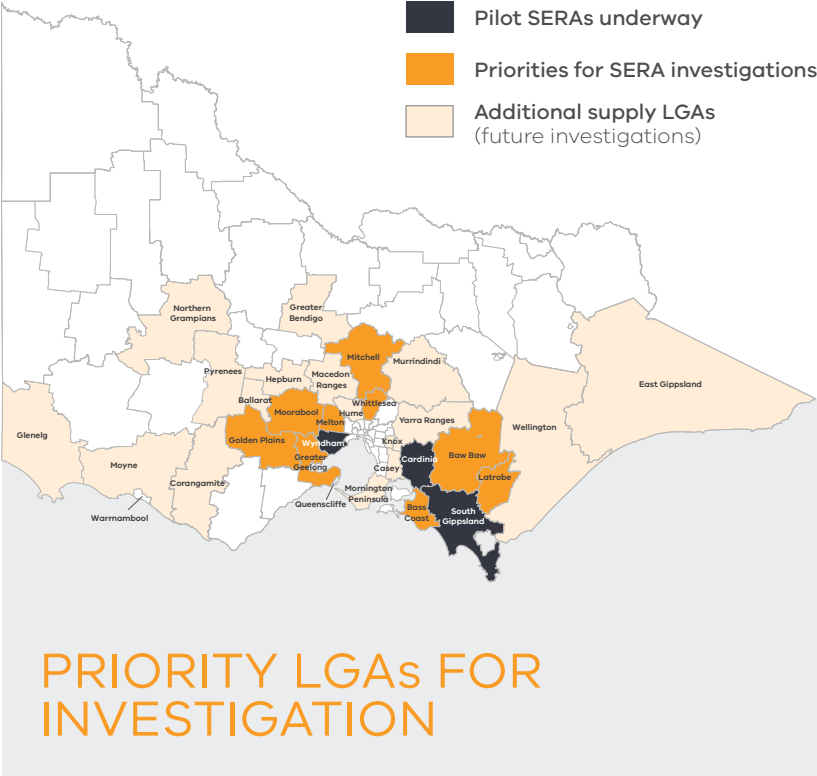 Pilot SERAs underway
Priorities for SERA investigations
Additional supply LGAs
(future investigations)
Northern
Grampians
Greater
Bendigo
Mitchell
Murrindindi
Pyrenees
Hepburn
Macedon
Ranges
East Gippsland
Ballarat
Moorabool
Melton
Hume
Whittlesea
Yarra Ranges
Wellington
Glenelg
Golden Plains
Wyndham
Knox
Cardinia
Baw Baw
Greater
Geelong
Casey
Latrobe
Moyne
Corangamite
Mornington
Peninsula
Queenscliffe
Warrnambool
Bass
Coast
South
Gippsland
PRIORITY LGAs FOR
INVESTIGATION